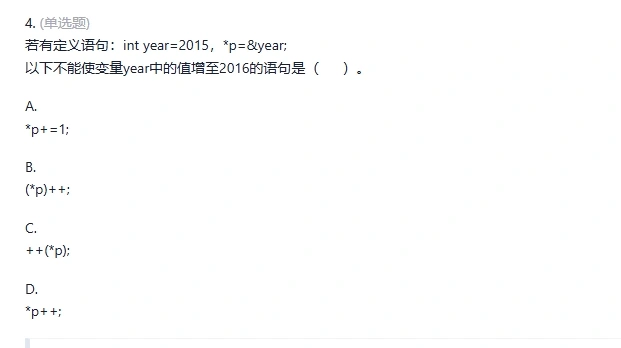 4. (单选题)
若有定义语句：int year=2015，*p=&year;
以下不能使变量year中的值增至2016的语句是（　　）。
A.
*p+=1;
B.
(*p)++;
C.
++(*p);
D.
*p++;